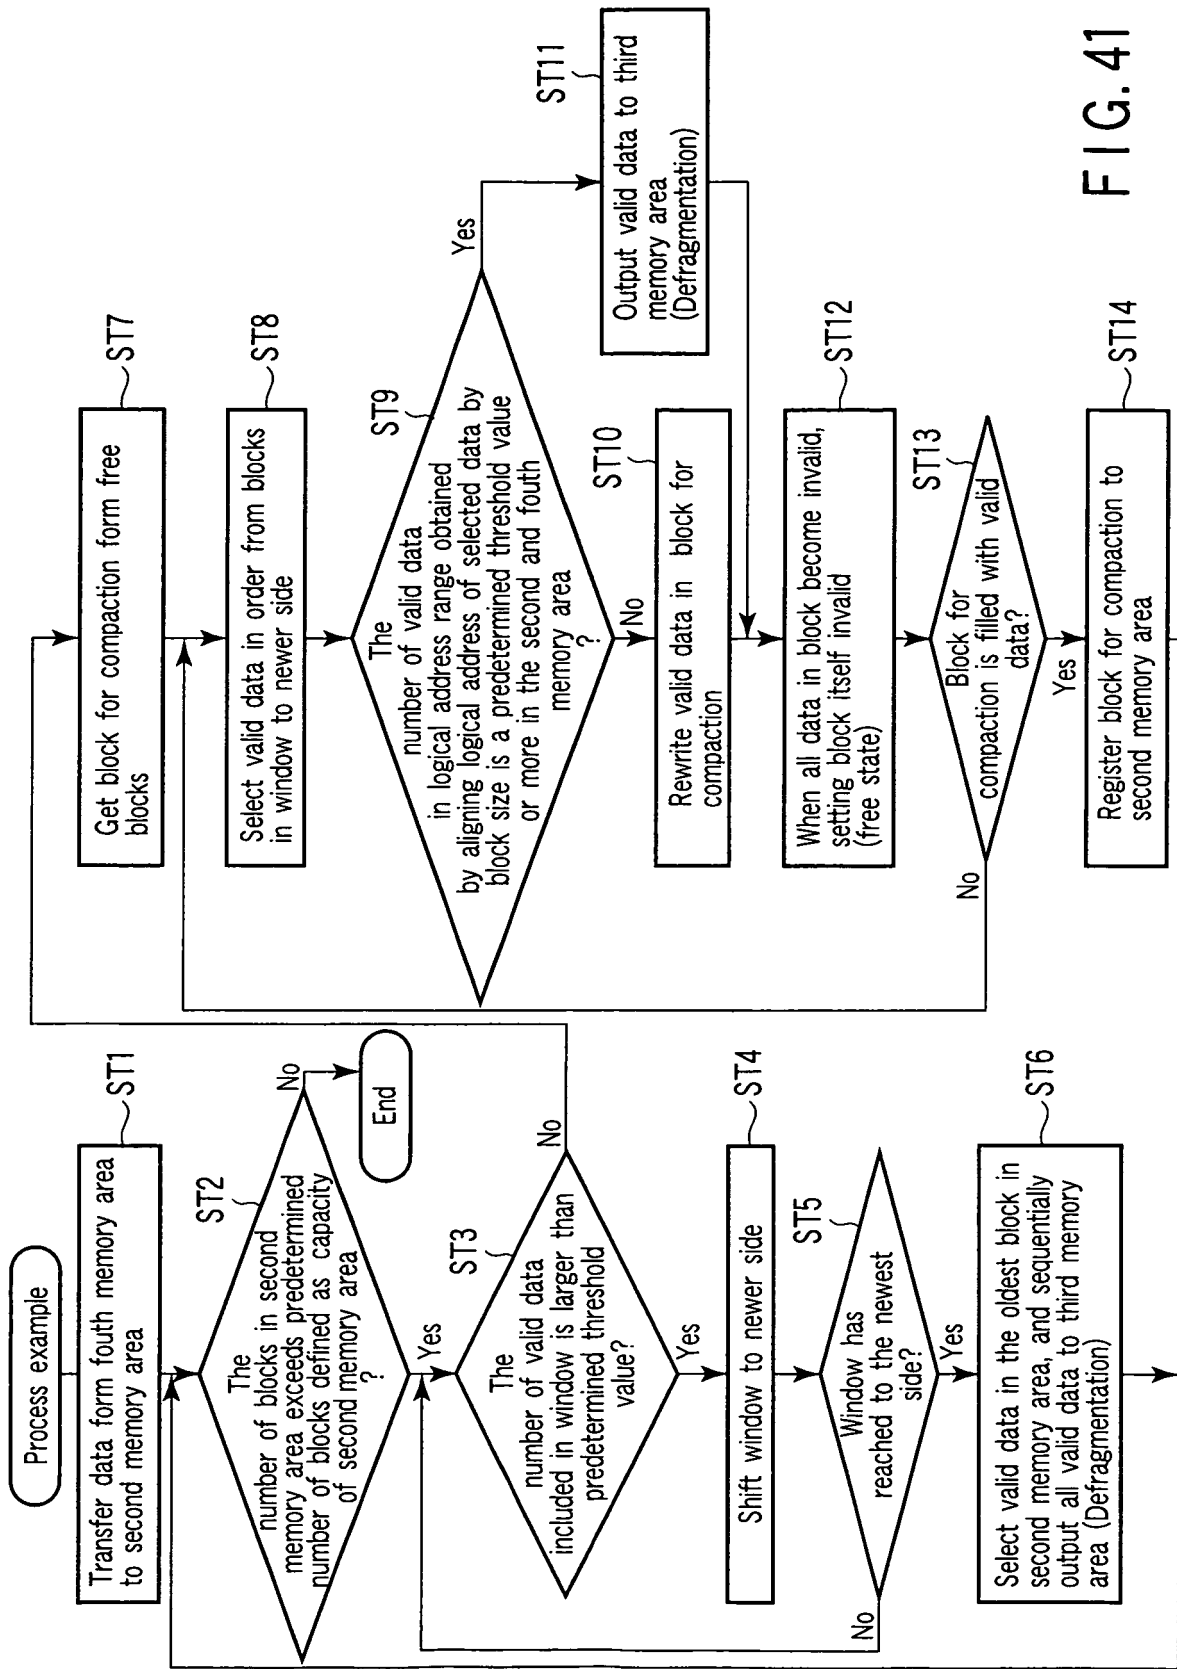 Process example
Transfer data form fouth memory area
to second memory area
ST1
The
number of blocks in second
memory area exceeds predetermined
number of blocks defined as capacity
of second memory area
?
ST2
No
End
Yes
The
number of valid data
included in window is larger than
predetermined threshold
value?
ST3
No
Yes
Shift window to newer side
ST4
Window has
reached to the newest
side?
ST5
No
Yes
Select valid data in the oldest block in
second memory area, and sequentially
output all valid data to third memory
area (Defragmentation)
ST6
Get block for compaction form free
blocks
ST7
Select valid data in order from blocks
in window to newer side
ST8
The
number of valid data
in logical address range obtained
by aligning logical address of selected data by
block size is a predetermined threshold value
or more in the second and fouth
memory area
?
ST9
Yes
No
Rewrite valid data in block for
compaction
ST10
Output valid data to third
memory area
(Defragmentation)
ST11
When all data in block become invalid,
setting block itself invalid
(free state)
ST12
Block for
compaction is filled with valid
data?
ST13
No
Yes
Register block for compaction to
second memory area
ST14
FIG. 41